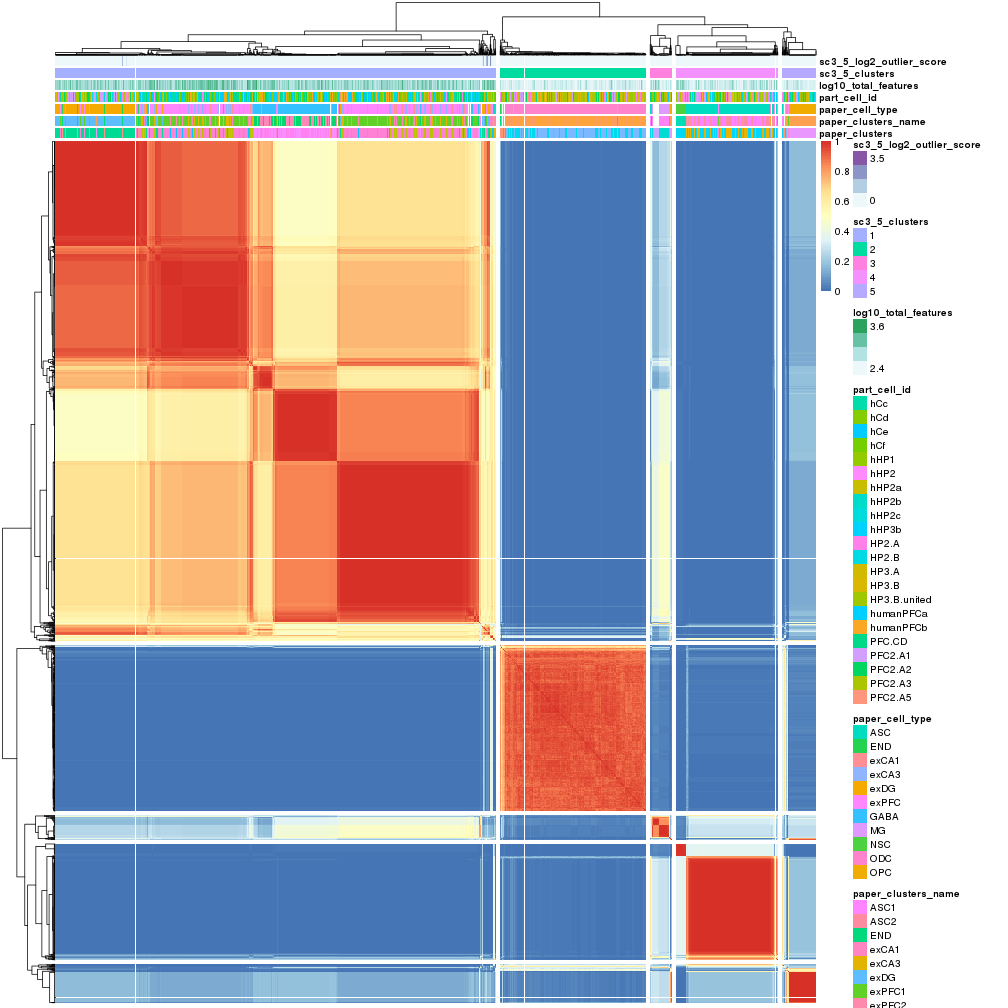 sc3_5_log2_outlier_score
sc3_5_clusters
log10_total_features
part_cell_id
paper_cell_type
paper_clusters_name
paper_clusters
1
0.8
0.6
0.4
0.2
0
sc3_5_log2_outlier_score
3.5
0
sc3_5_clusters
1
2
3
4
5
log10_total_features
3.6
2.4
part_cell_id
hCc
hCd
hCe
hCf
hHP1
hHP2
hHP2a
hHP2b
hHP2c
hHP3b
HP2.A
HP2.B
HP3.A
HP3.B
HP3.B.united
humanPFCa
humanPFCb
PFC.CD
PFC2.A1
PFC2.A2
PFC2.A3
PFC2.A5
paper_cell_type
ASC
END
exCA1
exCA3
exDG
exPFC
GABA
MG
NSC
ODC
OPC
paper_clusters_name
ASC1
ASC2
END
exCA1
exCA3
exDG
exPFC1
exPFC2